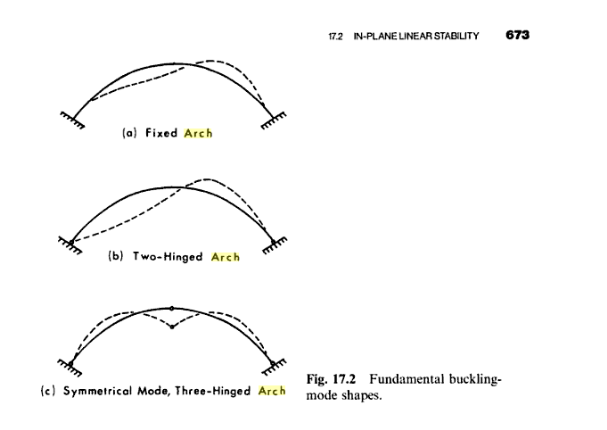 17.2 IN-PLANE LINEAR STABILITY 673
(a) Fixed Arch
(b) Two-Hinged Arch
(c) Symmetrical Mode, Three-Hinged Arch
Fig. 17.2 Fundamental buckling-
mode shapes.